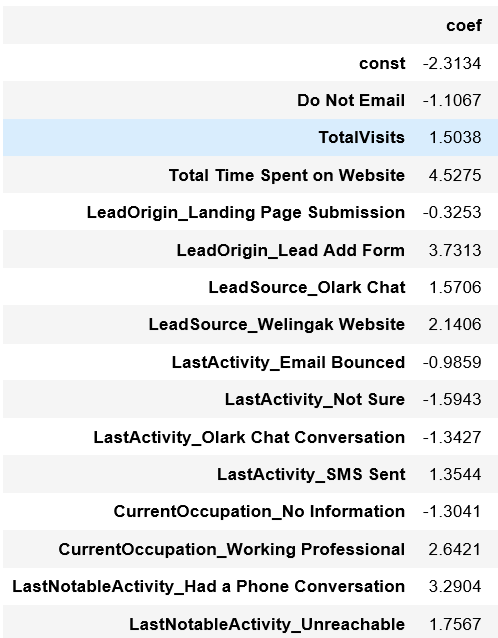 coef
const -2.3134
Do Not Email -1.1067
TotalVisits 1.5038
Total Time Spent on Website 4.5275
LeadOrigin_Landing Page Submission -0.3253
LeadOrigin_Lead Add Form 3.7313
LeadSource_Olark Chat 1.5706
LeadSource_Welingak Website 2.1406
LastActivity_Email Bounced -0.9859
LastActivity_Not Sure -1.5943
LastActivity_Olark Chat Conversation -1.3427
LastActivity_SMS Sent 1.3544
CurrentOccupation_No Information -1.3041
CurrentOccupation_Working Professional 2.6421
LastNotableActivity_Had a Phone Conversation 3.2904
LastNotableActivity_Unreachable 1.7567